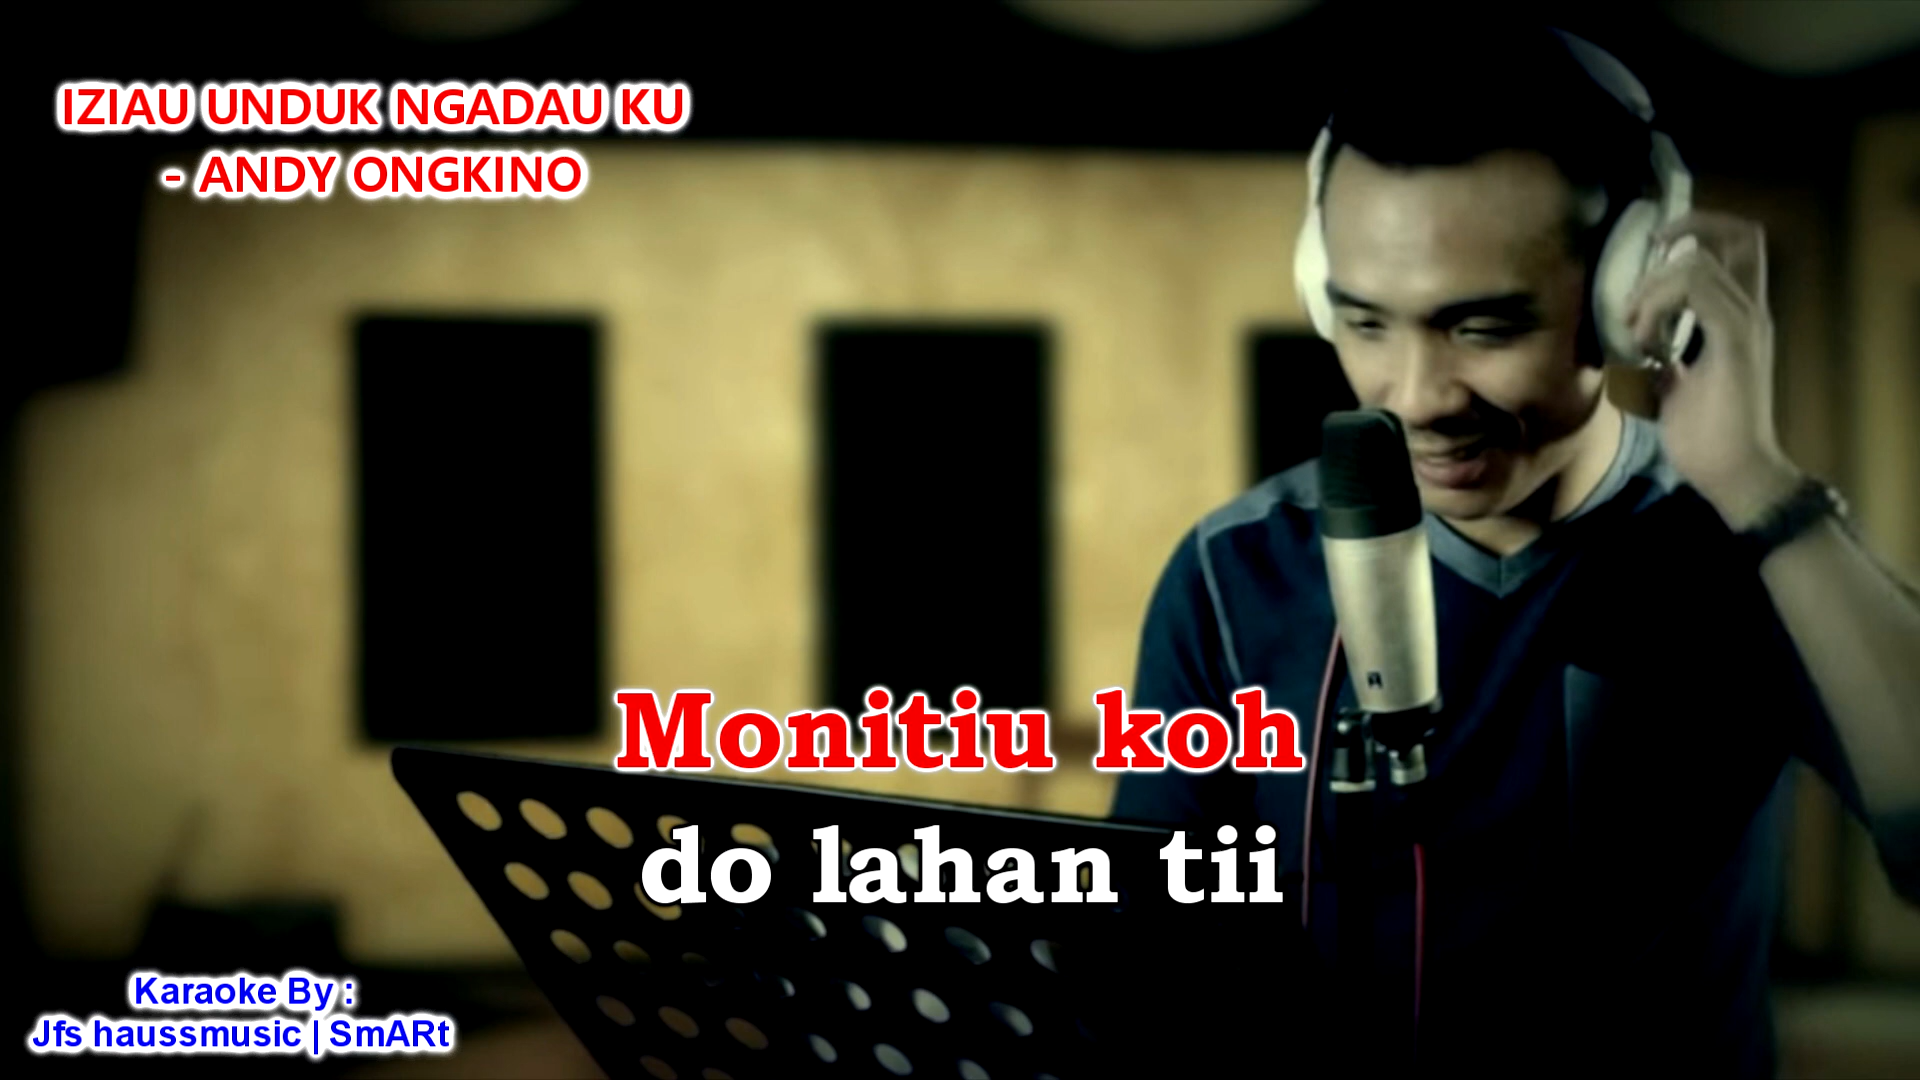 IZIAU UNDUK NGADAU KU
- ANDY ONGKINO
Monitiu koh
do lahan tii
Karaoke By :
Jfs haussmusic | SmARt